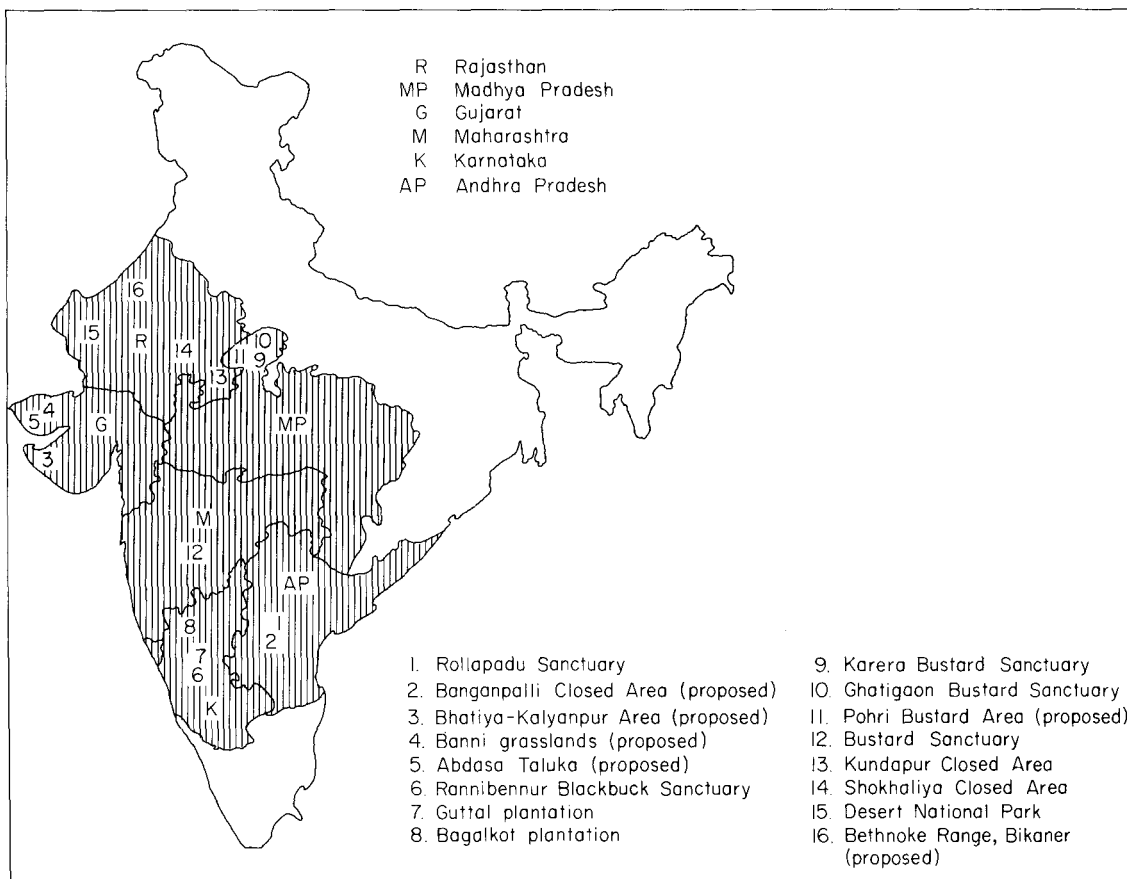 R Rajasthan
MP Madhya Pradesh
G Gujarat
M Maharashtra
K Karnataka
AP Andhra Pradesh
16
15
R
14
10
11
9
13
4
5
G
MP
3
M
12
AP
8
1
2
7
6
K
1. Rollapadu Sanctuary
2. Banganpalli Closed Area (proposed)
3. Bhatiya-Kalyanpur Area (proposed)
4. Banni grasslands (proposed)
5. Abdasa Taluka (proposed)
6. Rannibennur Blackbuck Sanctuary
7. Guttal plantation
8. Bagalkot plantation
9. Karera Bustard Sanctuary
10. Ghatigaon Bustard Sanctuary
11. Pohri Bustard Area (proposed)
12. Bustard Sanctuary
13. Kundapur Closed Area
14. Shokhaliya Closed Area
15. Desert National Park
16. Bethnoke Range, Bikaner
(proposed)